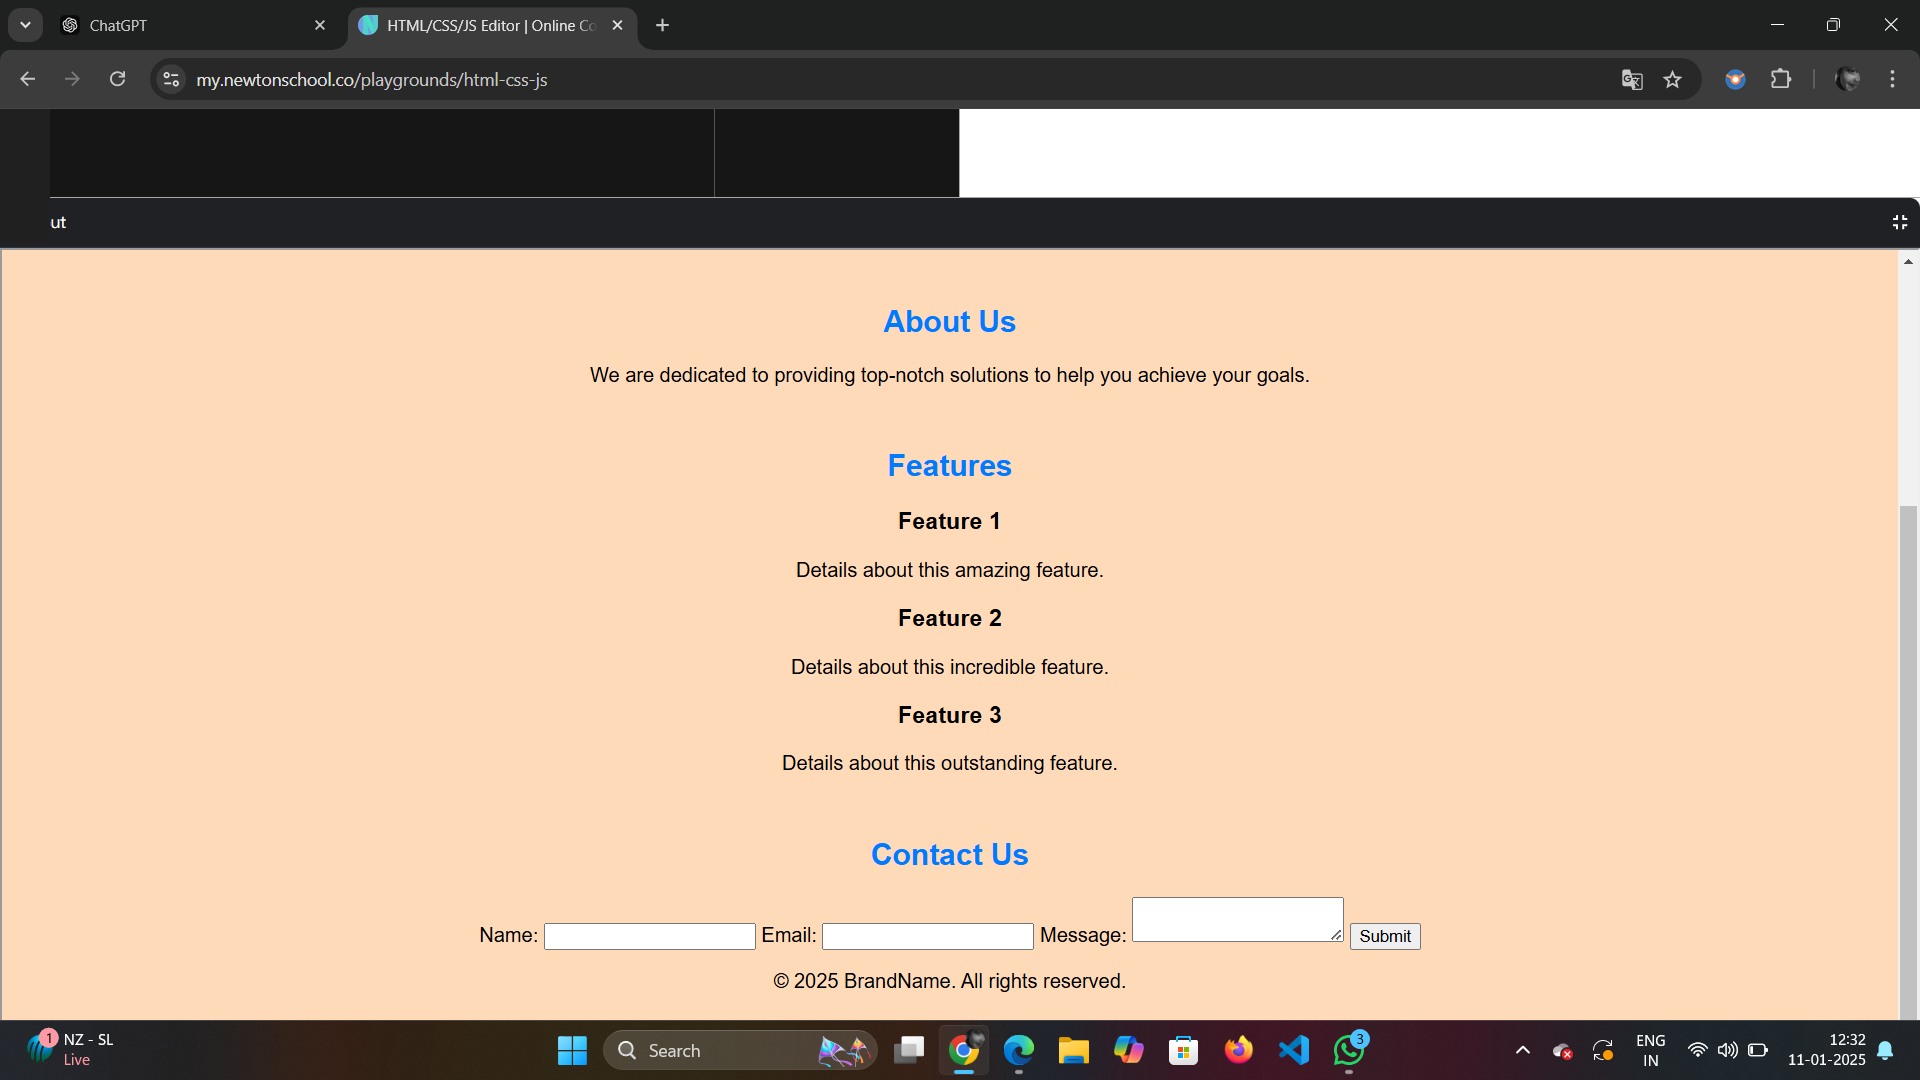 ChatGPT
HTML/CSS/JS Editor | Online Co
my.newtonschool.co/playgrounds/html-css-js
ut
About Us
We are dedicated to providing top-notch solutions to help you achieve your goals.
Features
Feature 1
Details about this amazing feature.
Feature 2
Details about this incredible feature.
Feature 3
Details about this outstanding feature.
Contact Us
Name: Email: Message: Submit
© 2025 BrandName. All rights reserved.
1 NZ - SL
Live
Search
3
ENG
IN
12:32
11-01-2025